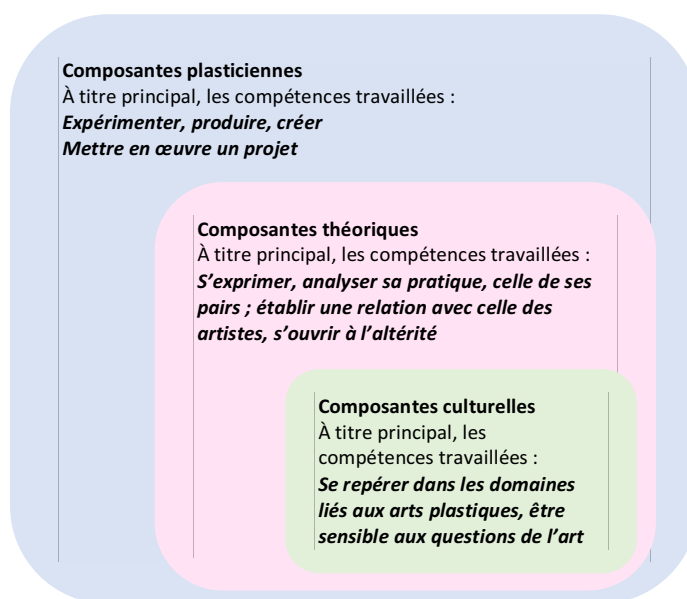 Composantes plasticiennes
À titre principal, les compétences travaillées :
Expérimenter, produire, créer
Mettre en œuvre un projet
Composantes théoriques
À titre principal, les compétences travaillées :
S’exprimer, analyser sa pratique, celle de ses
pairs ; établir une relation avec celle des
artistes, s’ouvrir à l’altérité
Composantes culturelles
À titre principal, les
compétences travaillées :
Se repérer dans les domaines
liés aux arts plastiques, être
sensible aux questions de l’art